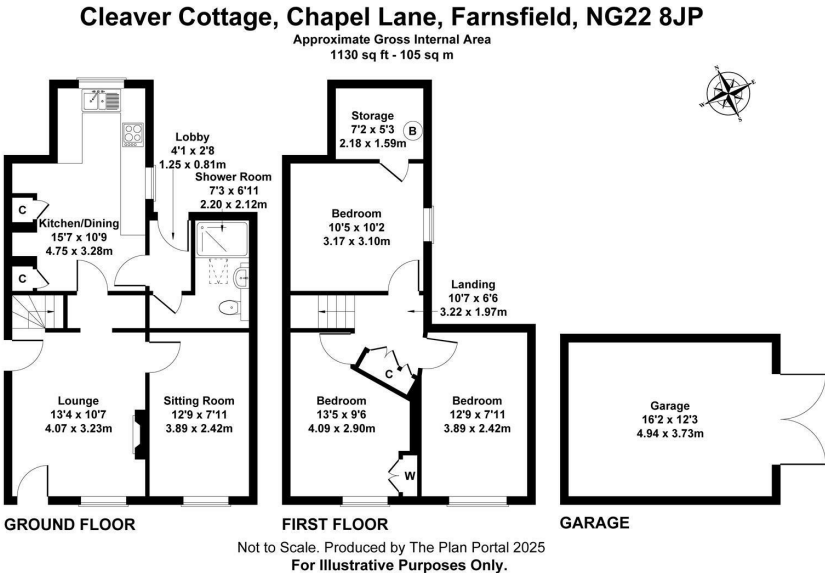 Cleaver Cottage, Chapel Lane, Farnsfield, NG22 8JP
Approximate Gross Internal Area
1130 sq ft - 105 sq m
N
E
S
W
Lobby
4'1 x 2'8
1.25 x 0.81m
Shower Room
7'3 x 6'11
2.20 x 2.12m
C
Kitchen/Dining
15'7 x 10'9
4.75 x 3.28m
C
Lounge
13'4 x 10'7
4.07 x 3.23m
Sitting Room
12'9 x 7'11
3.89 x 2.42m
GROUND FLOOR
Storage
7'2 x 5'3
2.18 x 1.59m
B
Bedroom
10'5 x 10'2
3.17 x 3.10m
Landing
10'7 x 6'6
3.22 x 1.97m
C
Bedroom
13'5 x 9'6
4.09 x 2.90m
Bedroom
12'9 x 7'11
3.89 x 2.42m
W
FIRST FLOOR
Garage
16'2 x 12'3
4.94 x 3.73m
GARAGE
Not to Scale. Produced by The Plan Portal 2025
For Illustrative Purposes Only.